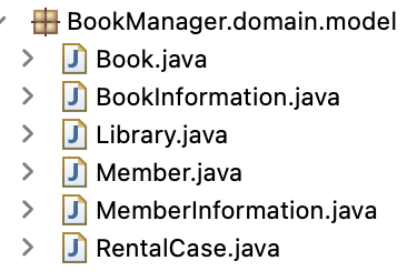 BookManager.domain.model
J Book.java
J BookInformation.java
J Library.java
J Member.java
J MemberInformation.java
J RentalCase.java